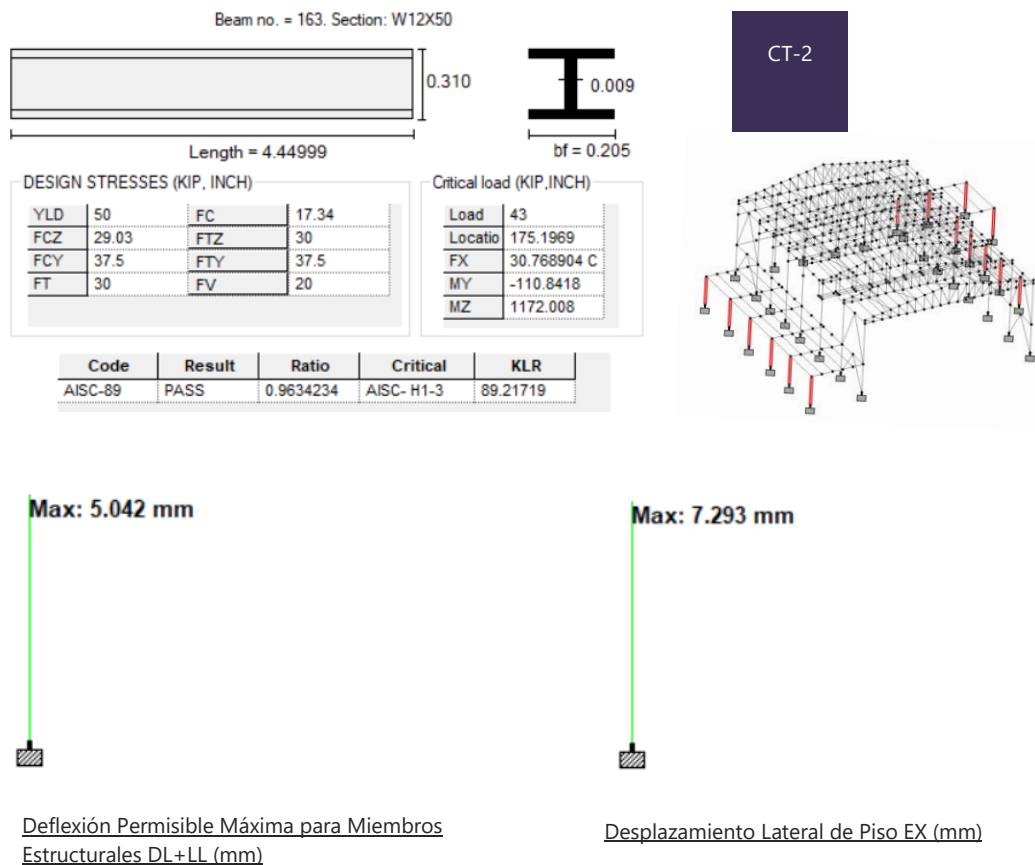 Beam no. = 163. Section: W12X50
CT-2
0.310
0.009
Length = 4.44999
bf = 0.205
DESIGN STRESSES (KIP, INCH)
YLD 50 FC 17.34
FCZ 29.03 FTZ 30
FCY 37.5 FTY 37.5
FT 30 FV 20
Critical load (KIP,INCH)
Load 43
Locatio 175.1969
FX 30.768904 C
MY -110.8418
MZ 1172.008
Code Result Ratio Critical KLR
AISC-89 PASS 0.9634234 AISC- H1-3 89.21719
Max: 5.042 mm
Max: 7.293 mm
Deflexión Permisible Máxima para Miembros
Estructurales DL+LL (mm)
Desplazamiento Lateral de Piso EX (mm)